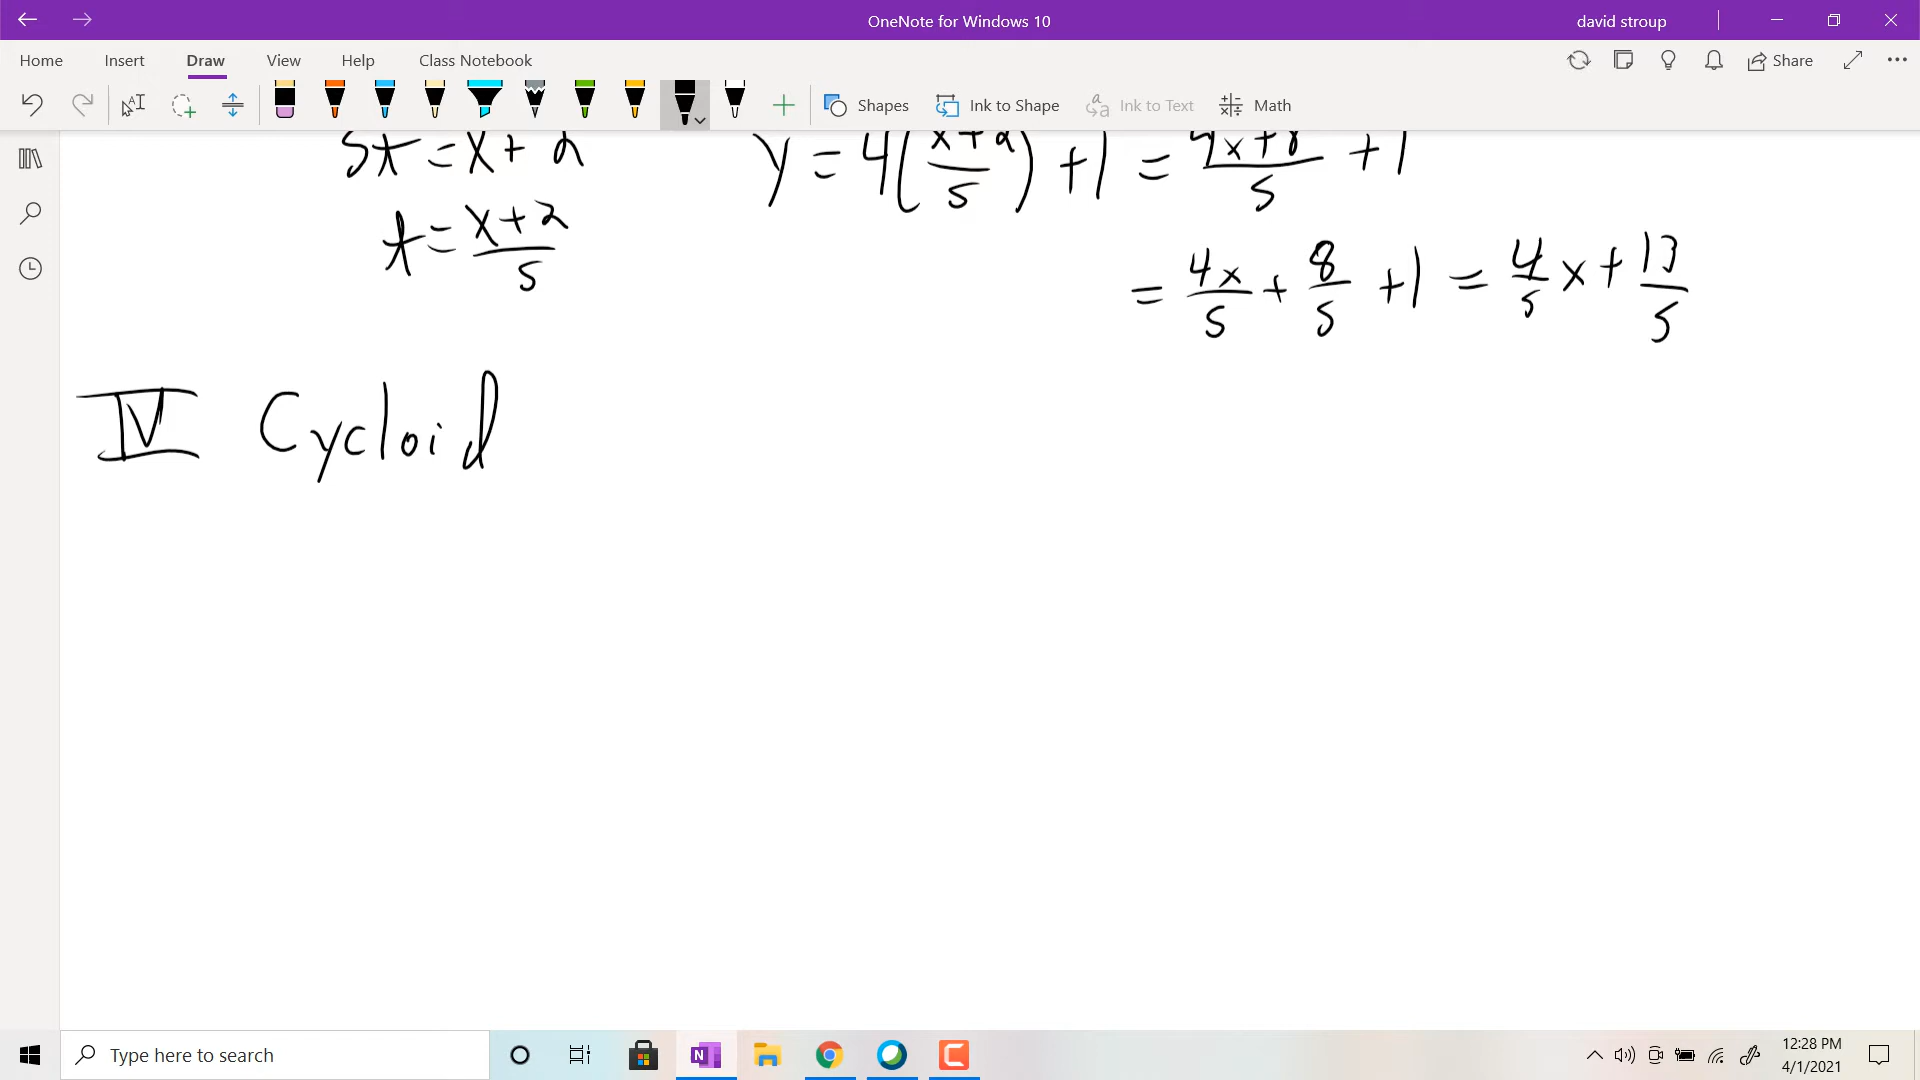 OneNote for Windows 10
david stroup
Home Insert Draw View Help Class Notebook
Share
Shapes Ink to Shape Ink to Text Math
5t = x + 2
y = 4(x+2/5) + 1 = 4x+8/5 + 1
t = x+2/5
= 4x/5 + 8/5 + 1 = 4/5 x + 13/5
IV Cycloid
Type here to search
12:28 PM
4/1/2021